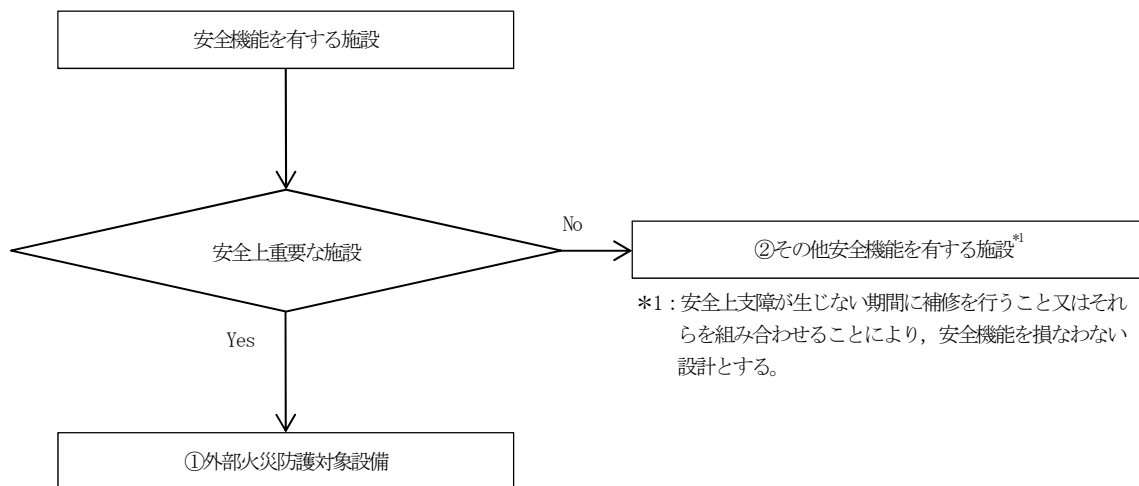 安全機能を有する施設
安全上重要な施設
No
②その他安全機能を有する施設*1
*1：安全上支障が生じない期間に補修を行うこと又はそれ
らを組み合わせることにより，安全機能を損なわない
設計とする。
Yes
①外部火災防護対象設備